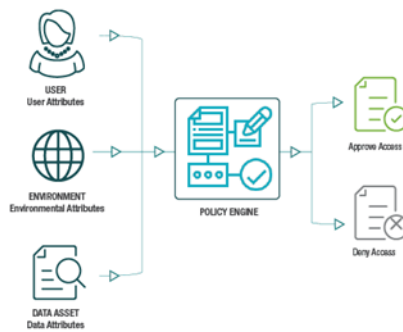 USER
User Attributes
ENVIRONMENT
Environmental Attributes
DATA ASSET
Data Attributes
POLICY ENGINE
Approve Access
Deny Access